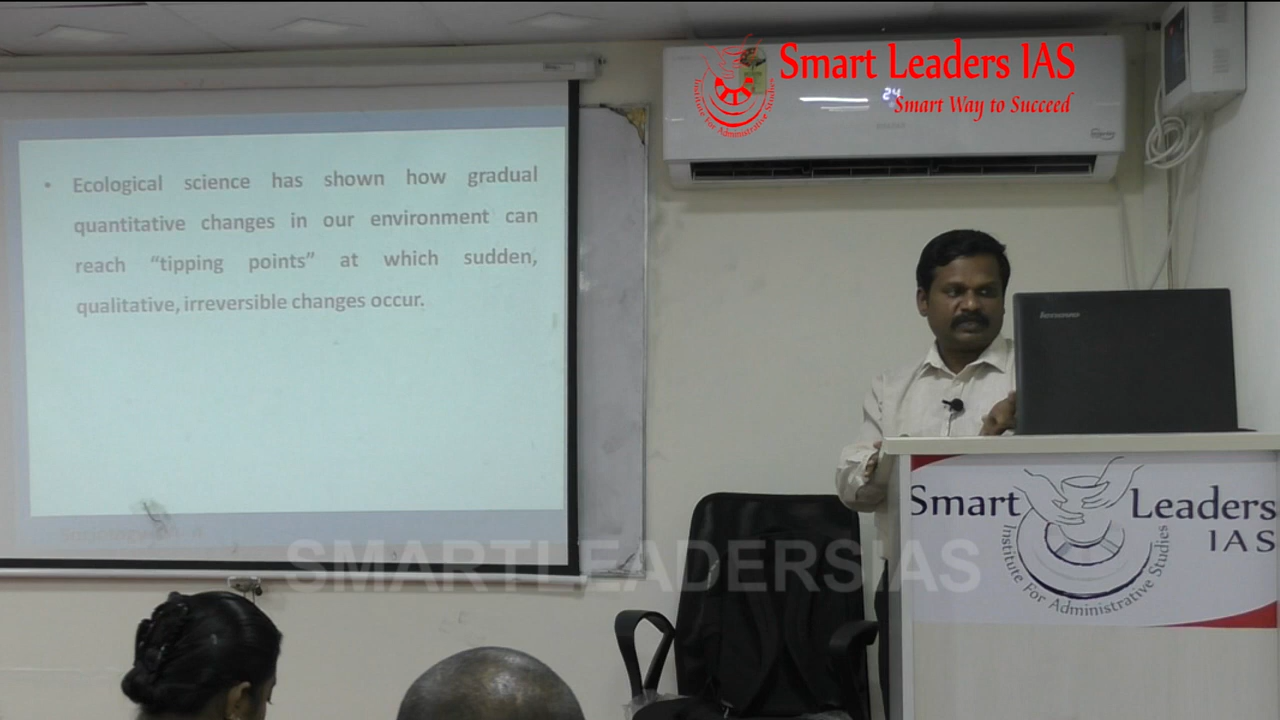 Smart Leaders IAS
Smart Way to Succeed
Institute For Administrative Studies
24
• Ecological science has shown how gradual
quantitative changes in our environment can
reach “tipping points” at which sudden,
qualitative, irreversible changes occur.
lenovo
Smart Leaders
IAS
Institute For Administrative Studies
SMARTLEADERSIAS